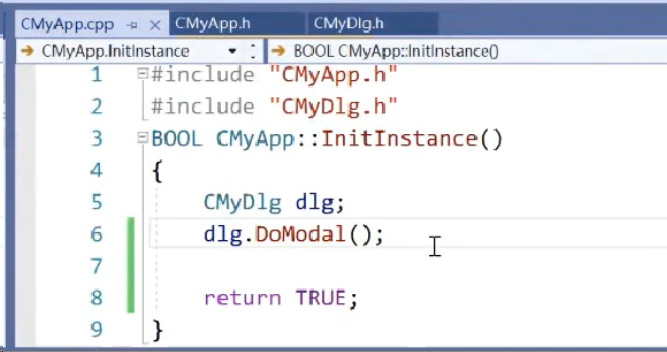 CMyApp.cpp CMyApp.h CMyDlg.h
CMyApp.InitInstance BOOL CMyApp::InitInstance()
1 #include "CMyApp.h"
2 #include "CMyDlg.h"
3 BOOL CMyApp::InitInstance()
4 {
5 CMyDlg dlg;
6 dlg.DoModal();
7
8 return TRUE;
9 }